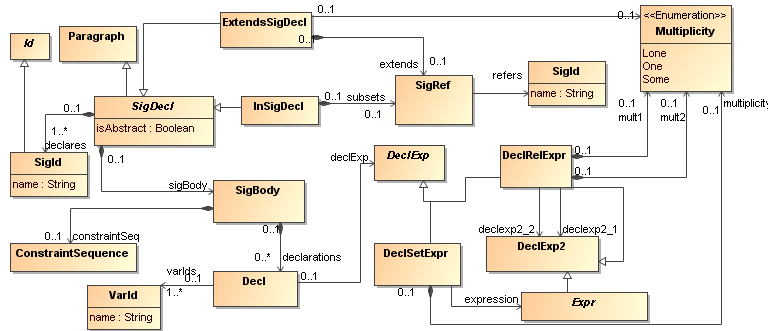 0..1
<<Enumeration>>
Multiplicity
Lone
One
Some
ExtendsSigDecl
0..1
0..1
Id
Paragraph
extends
0..1
SigRef
refers
SigId
name : String
SigDecl
isAbstract : Boolean
InSigDecl
0..1
subsets
0..1
0..1
1..*
declares
0..1
SigId
name : String
sigBody
SigBody
0..1
constraintSeq
ConstraintSequence
0..*
declarations
Decl
0..1
varIds
0..1
1..*
VarId
name : String
declExp
DeclExp
DeclRelExpr
0..1
0..1
0..1
mult1
0..1
mult2
0..1
multiplicity
declexp2_2
declexp2_1
DeclExp2
DeclSetExpr
0..1
expression
Expr